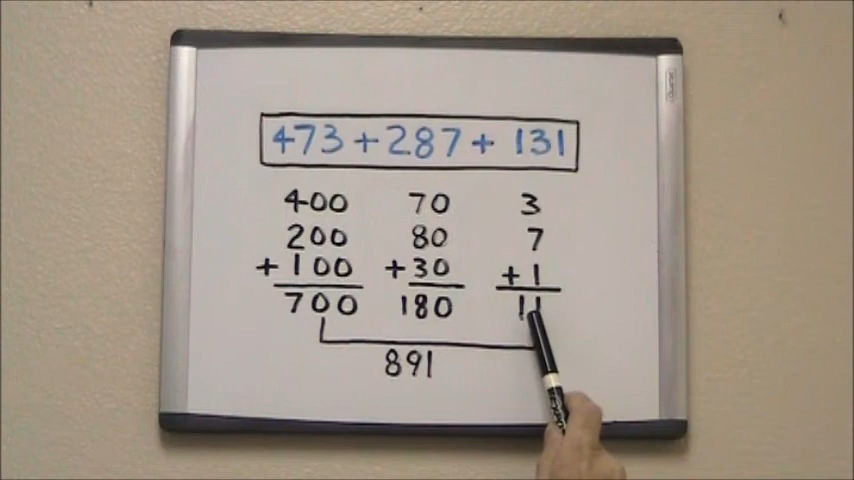 473 + 287 + 131
400 70 3
200 80 7
+ 100 + 30 + 1
700 180 11
891